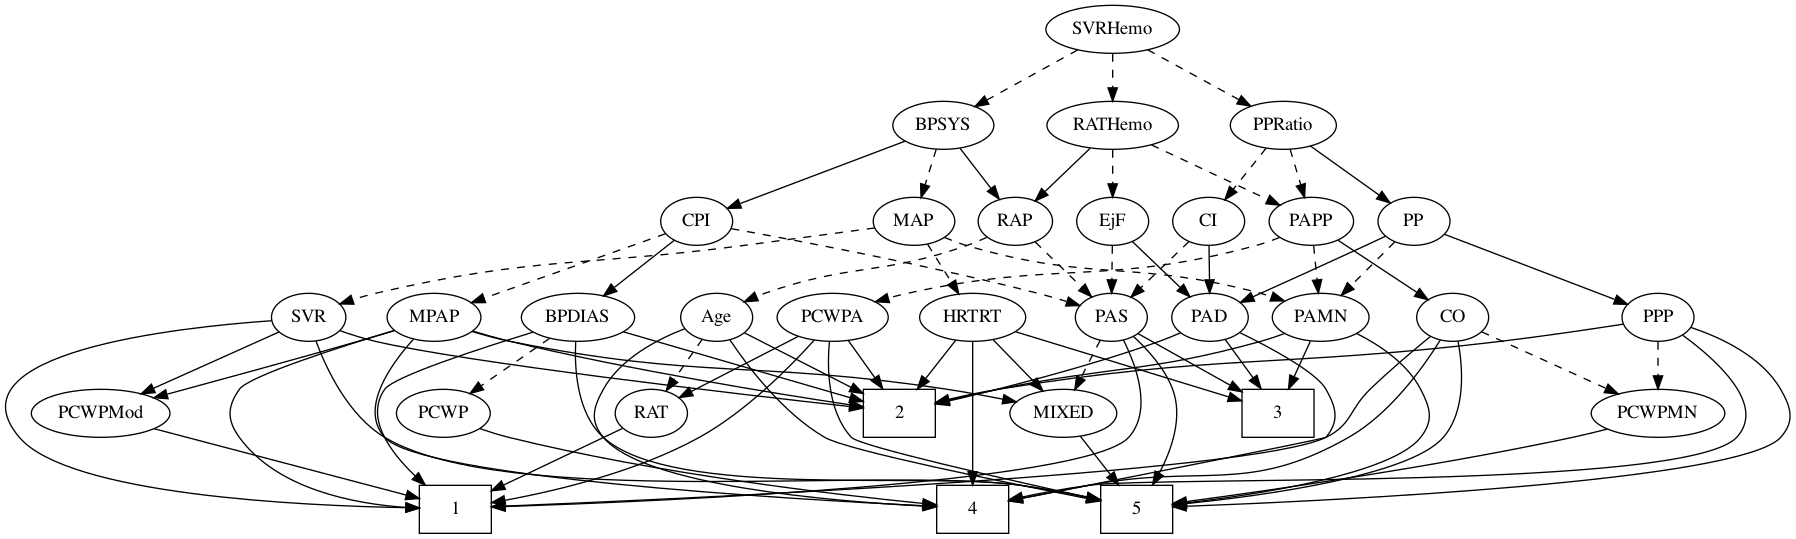 SVRHemo
BPSYS
RATHemo
PPRatio
CPI
MAP
RAP
EjF
CI
PAPP
PP
SVR
MPAP
BPDIAS
Age
PCWPA
HRTRT
PAS
PAD
PAMN
CO
PPP
PCWPMod
PCWP
RAT
2
MIXED
3
PCWPMN
1
4
5